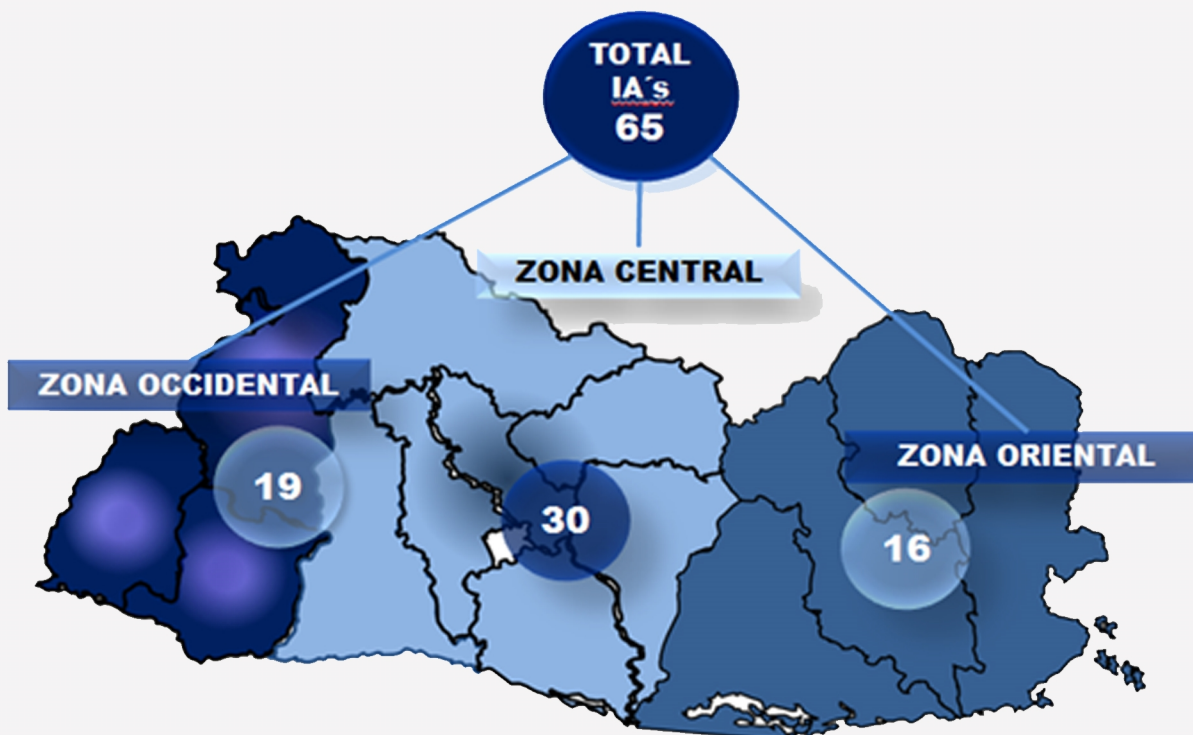 TOTAL
IA´s
65
ZONA CENTRAL
ZONA OCCIDENTAL
ZONA ORIENTAL
19
30
16